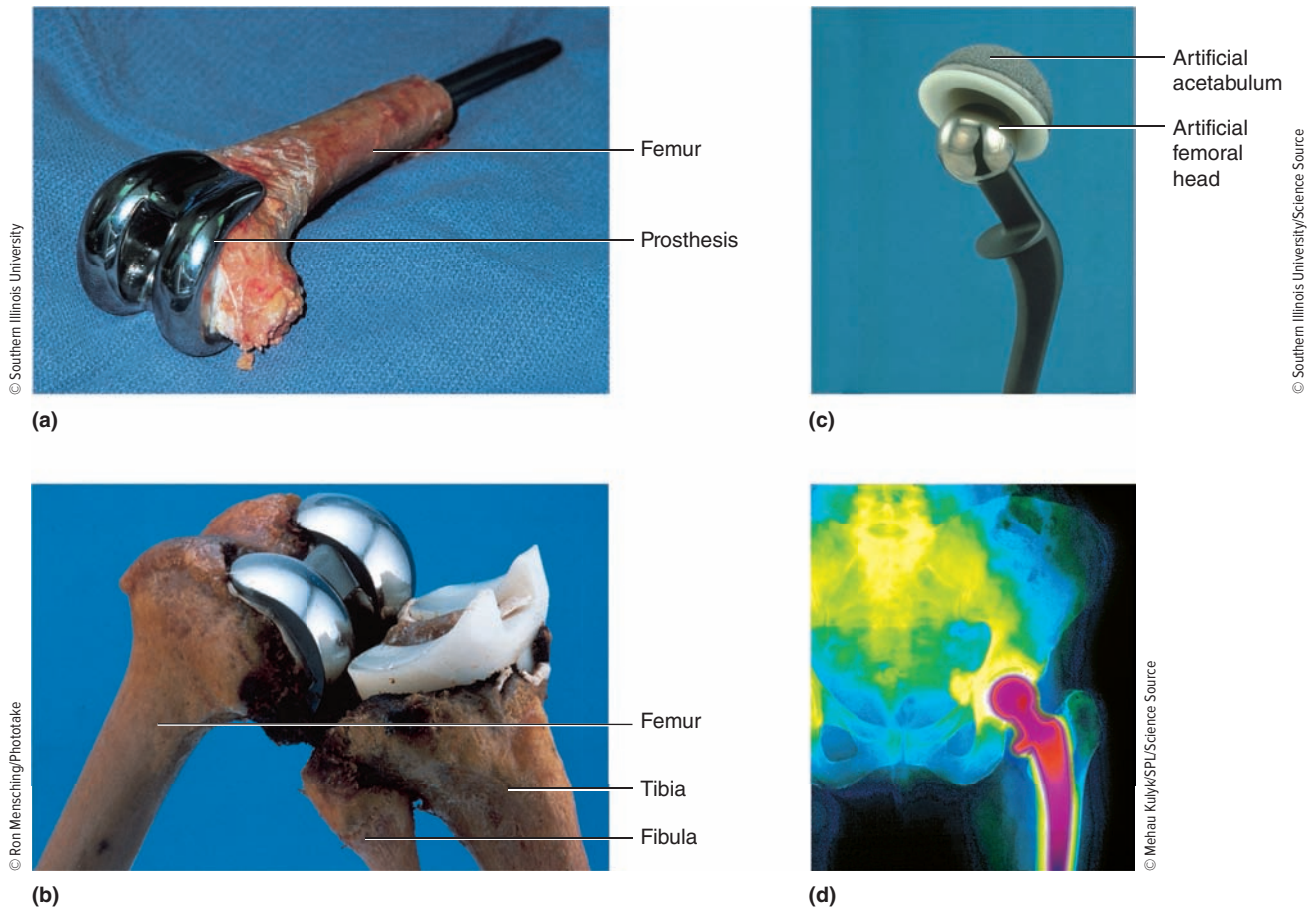 © Southern Illinois University
Femur
Prosthesis
(a)
Artificial
acetabulum
Artificial
femoral
head
© Southern Illinois University/Science Source
(c)
© Ron Mensching/Phototake
Femur
Tibia
Fibula
(b)
© Mehau Kulyk/SPL/Science Source
(d)